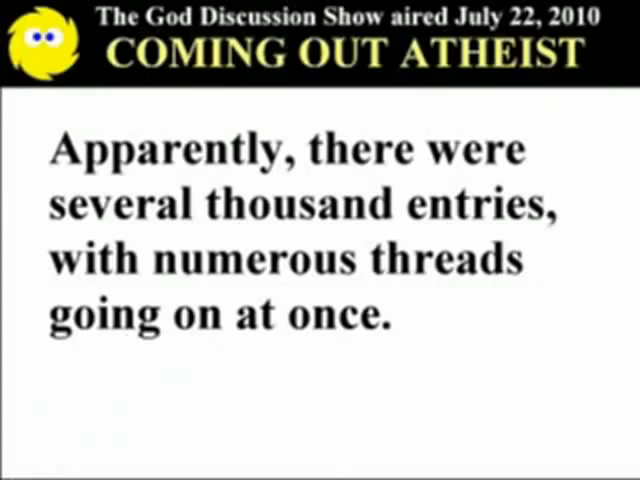 The God Discussion Show aired July 22, 2010
COMING OUT ATHEIST
Apparently, there were
several thousand entries,
with numerous threads
going on at once.